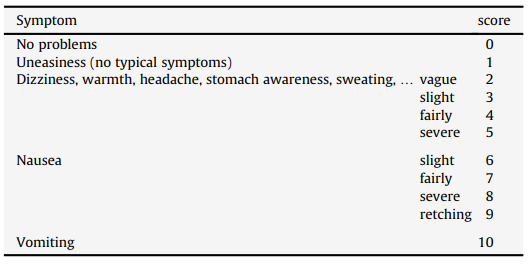 Symptom score
No problems 0
Uneasiness (no typical symptoms) 1
Dizziness, warmth, headache, stomach awareness, sweating, … vague 2
slight 3
fairly 4
severe 5
Nausea slight 6
fairly 7
severe 8
retching 9
Vomiting 10